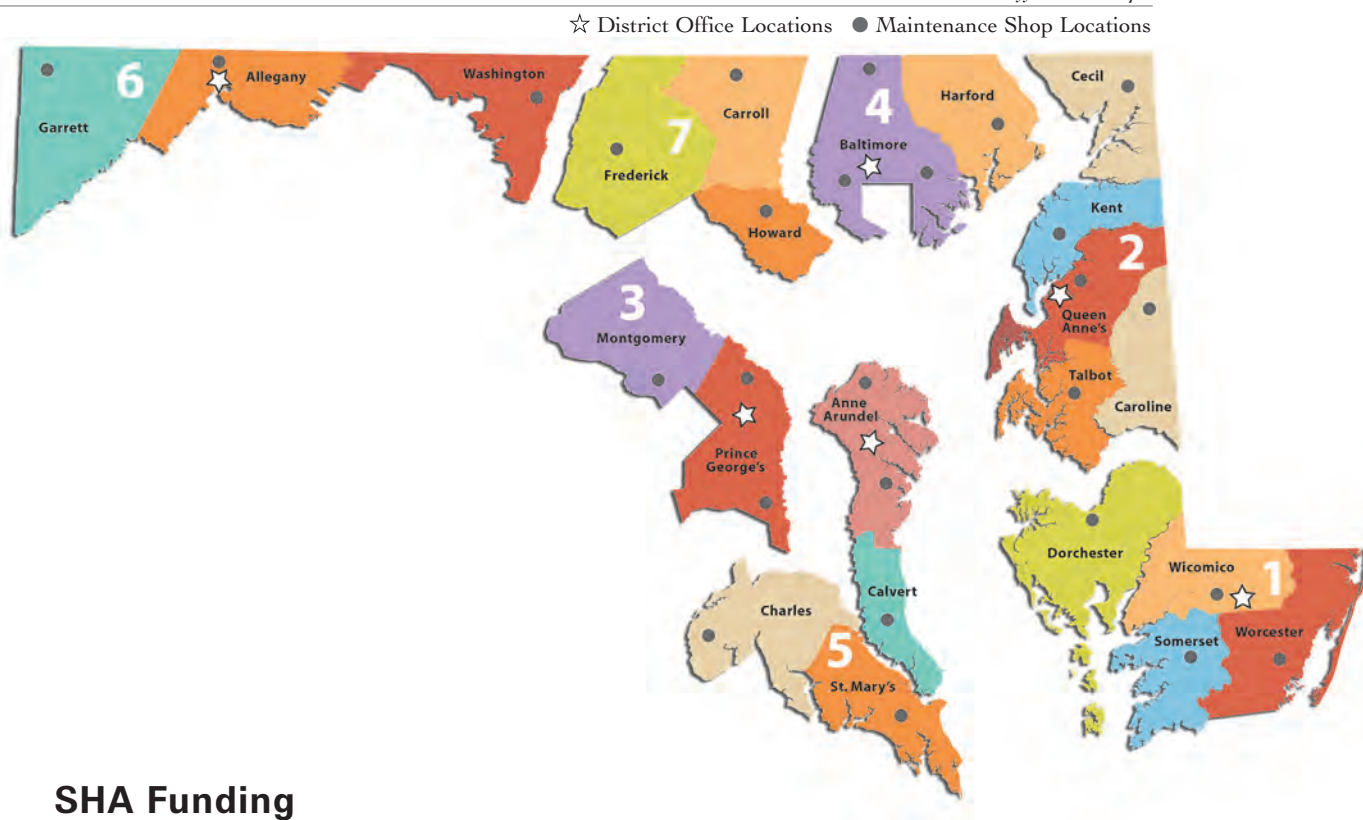 ☆ District Office Locations ● Maintenance Shop Locations
6
Garrett
Allegany
Washington
7
Frederick
Carroll
Howard
4
Baltimore
Harford
Cecil
Kent
2
Queen
Anne's
Talbot
Caroline
3
Montgomery
Prince
George's
Anne
Arundel
Calvert
Charles
5
St. Mary's
Dorchester
Wicomico
1
Somerset
Worcester
SHA Funding